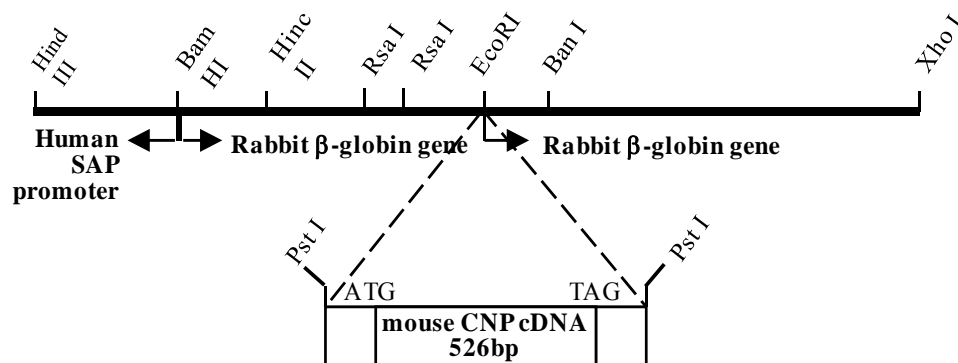 Hind III
Bam HI
Hinc II
Rsa I
Rsa I
EcoRI
Ban I
Xho I
Human SAP promoter
Rabbit β-globin gene
Rabbit β-globin gene
Pst I
Pst I
ATG
TAG
mouse CNP cDNA
526bp